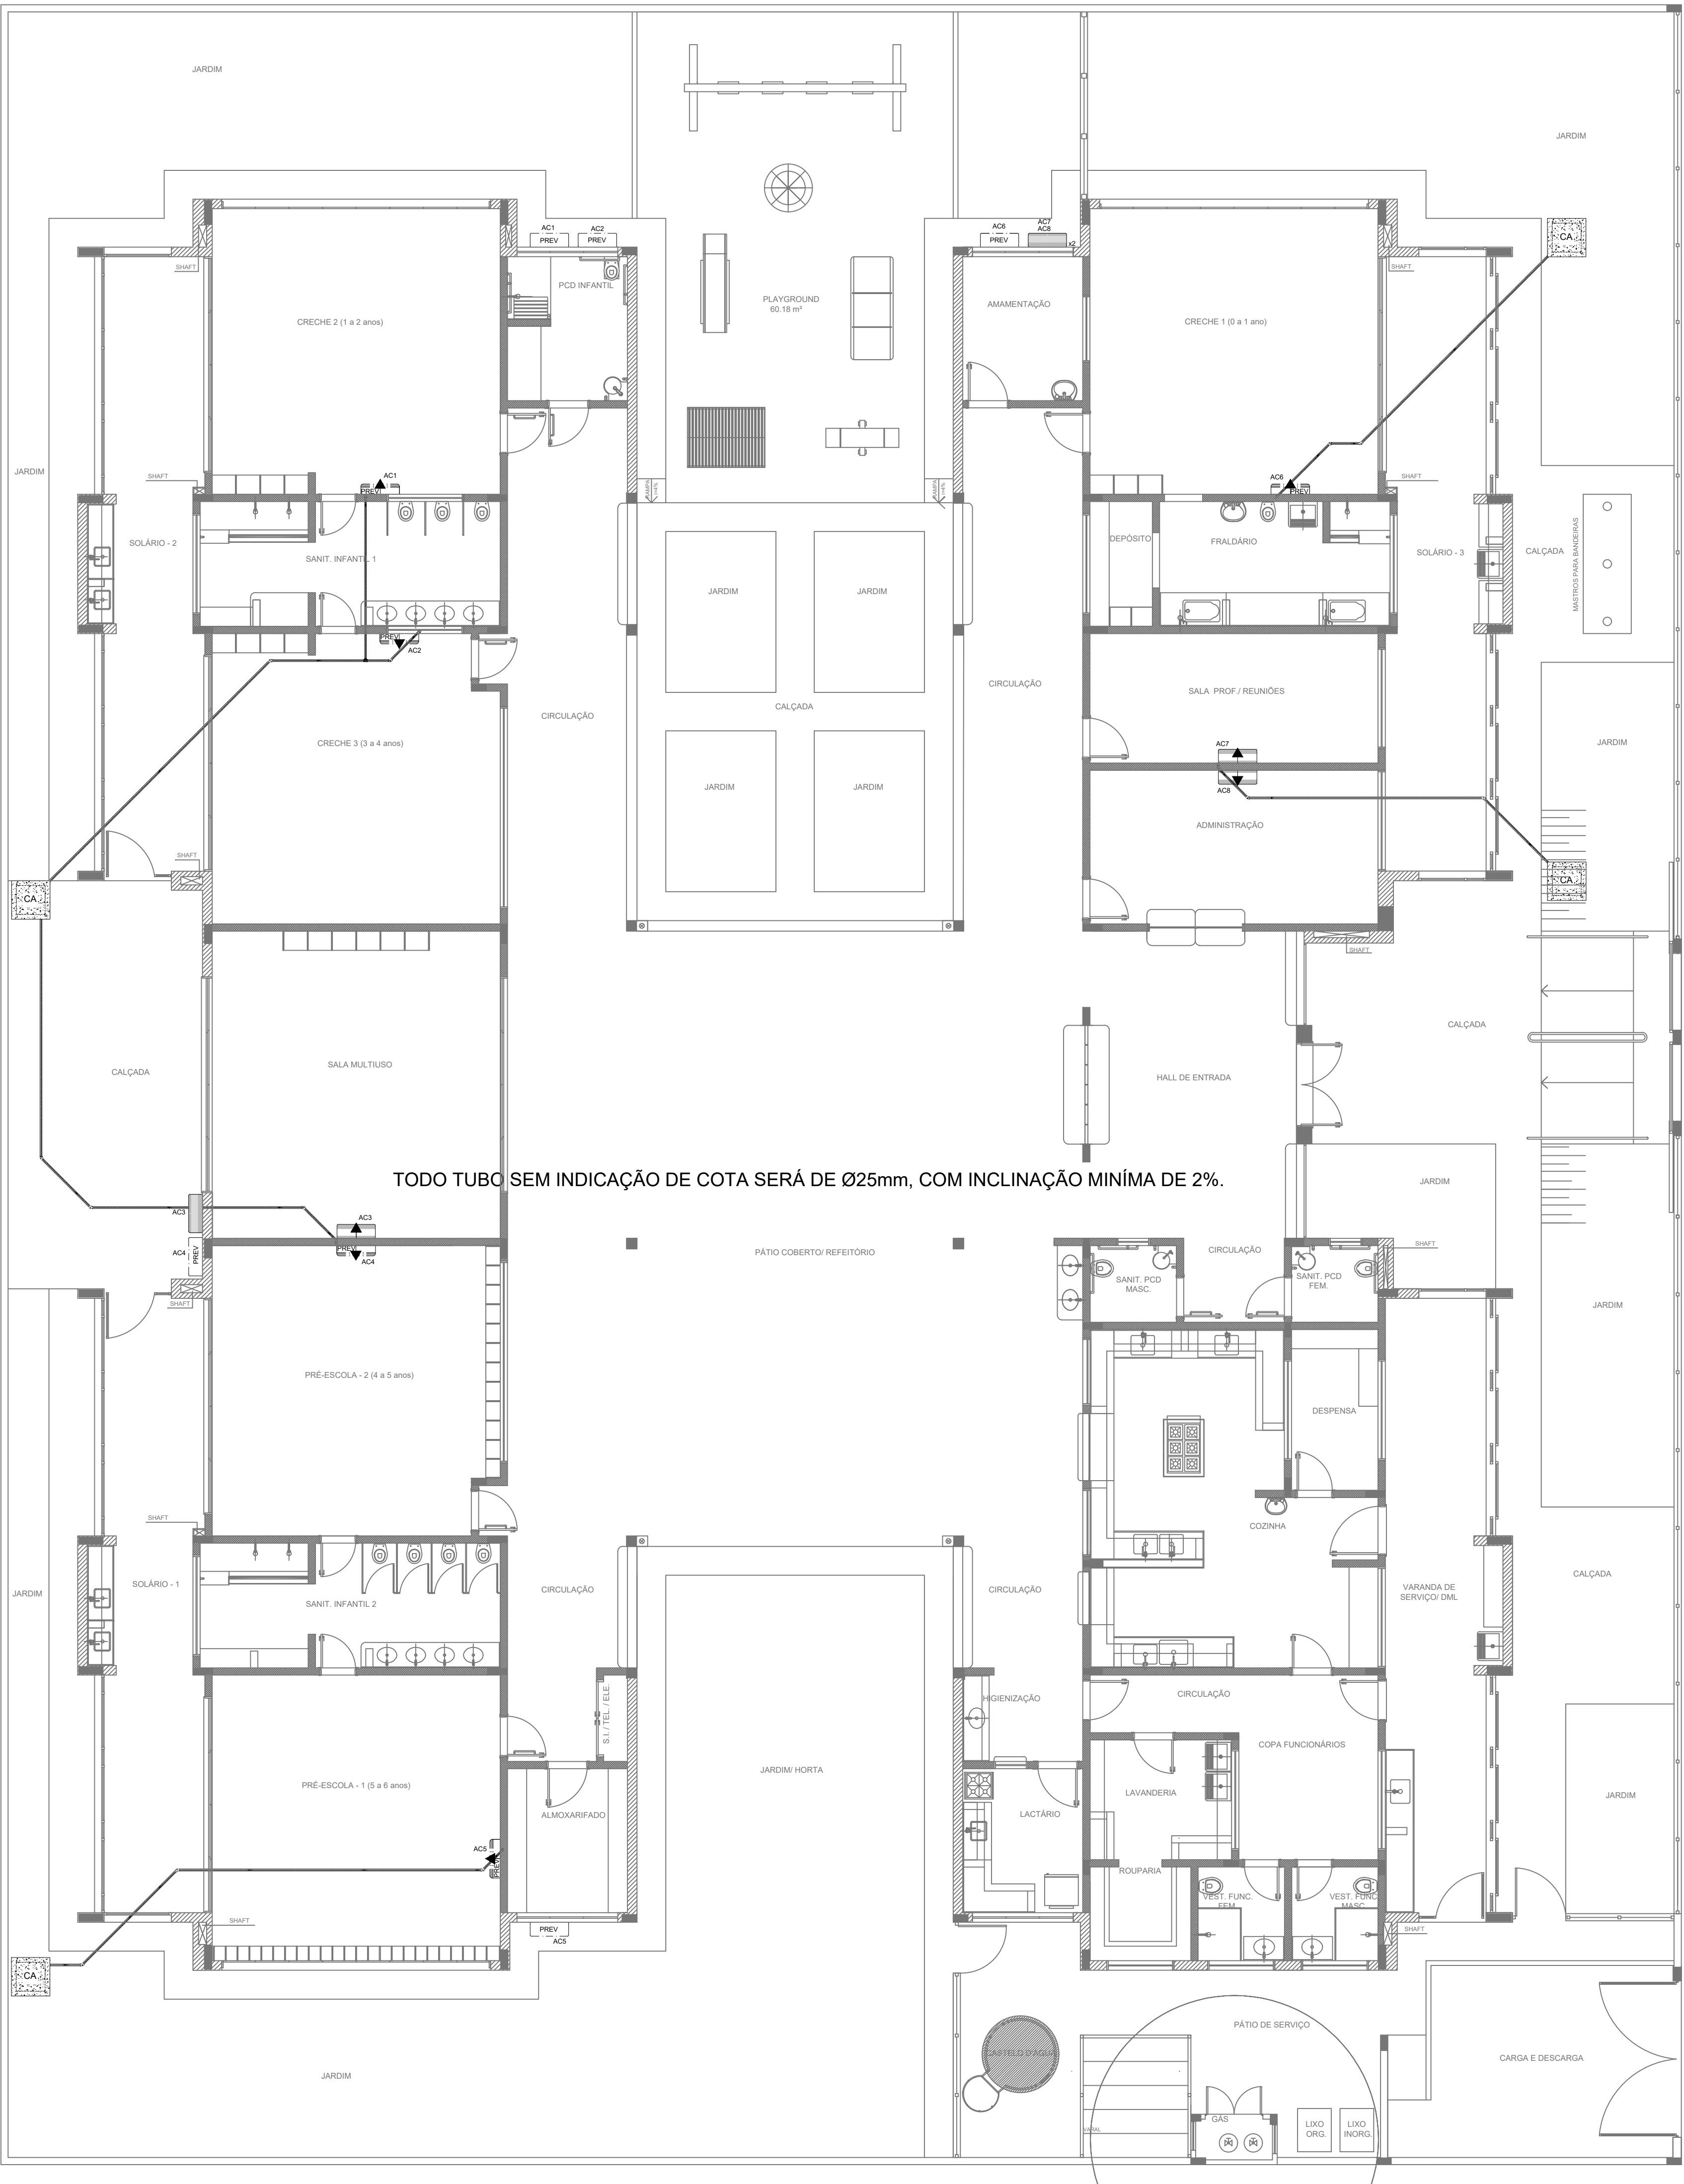 JARDIM
JARDIM
AC1
AC2
PREV
PREV
AC6
AC7
AC8
PREV
x2
CA
SHAFT
SHAFT
PCD INFANTIL
PLAYGROUND
60.18 m²
AMAMENTAÇÃO
CRECHE 2 (1 a 2 anos)
CRECHE 1 (0 a 1 ano)
JARDIM
SHAFT
AC1
PREV
RAMPA
i=4%
RAMPA
i=4%
AC6
PREV
SHAFT
SOLÁRIO - 2
SANIT. INFANTIL 1
DEPÓSITO
FRALDÁRIO
SOLÁRIO - 3
CALÇADA
MASTROS PARA BANDEIRAS
JARDIM
JARDIM
PREV
AC2
CIRCULAÇÃO
CIRCULAÇÃO
SALA PROF./ REUNIÕES
CALÇADA
CRECHE 3 (3 a 4 anos)
AC7
JARDIM
JARDIM
JARDIM
AC8
ADMINISTRAÇÃO
SHAFT
CA
CA
SHAFT
CALÇADA
SALA MULTIUSO
HALL DE ENTRADA
CALÇADA
TODO TUBO SEM INDICAÇÃO DE COTA SERÁ DE Ø25mm, COM INCLINAÇÃO MINÍMA DE 2%.
JARDIM
AC3
AC3
AC4
PREV
PREV
AC4
PÁTIO COBERTO/ REFEITÓRIO
CIRCULAÇÃO
SHAFT
SANIT. PCD
MASC.
SANIT. PCD
FEM.
SHAFT
JARDIM
PRÉ-ESCOLA - 2 (4 a 5 anos)
DESPENSA
SHAFT
COZINHA
SOLÁRIO - 1
JARDIM
SANIT. INFANTIL 2
CIRCULAÇÃO
CIRCULAÇÃO
VARANDA DE
SERVIÇO/ DML
CALÇADA
S.I. / TEL. / ELE.
HIGIENIZAÇÃO
CIRCULAÇÃO
COPA FUNCIONÁRIOS
PRÉ-ESCOLA - 1 (5 a 6 anos)
JARDIM/ HORTA
LAVANDERIA
JARDIM
ALMOXARIFADO
LACTÁRIO
AC5
PREV
ROUPARIA
VEST. FUNC.
FEM.
VEST. FUNC.
MASC.
SHAFT
PREV
AC5
SHAFT
CA
PÁTIO DE SERVIÇO
CASTELO D'ÁGUA
CARGA E DESCARGA
JARDIM
GÁS
VARAL
LIXO
ORG.
LIXO
INORG.